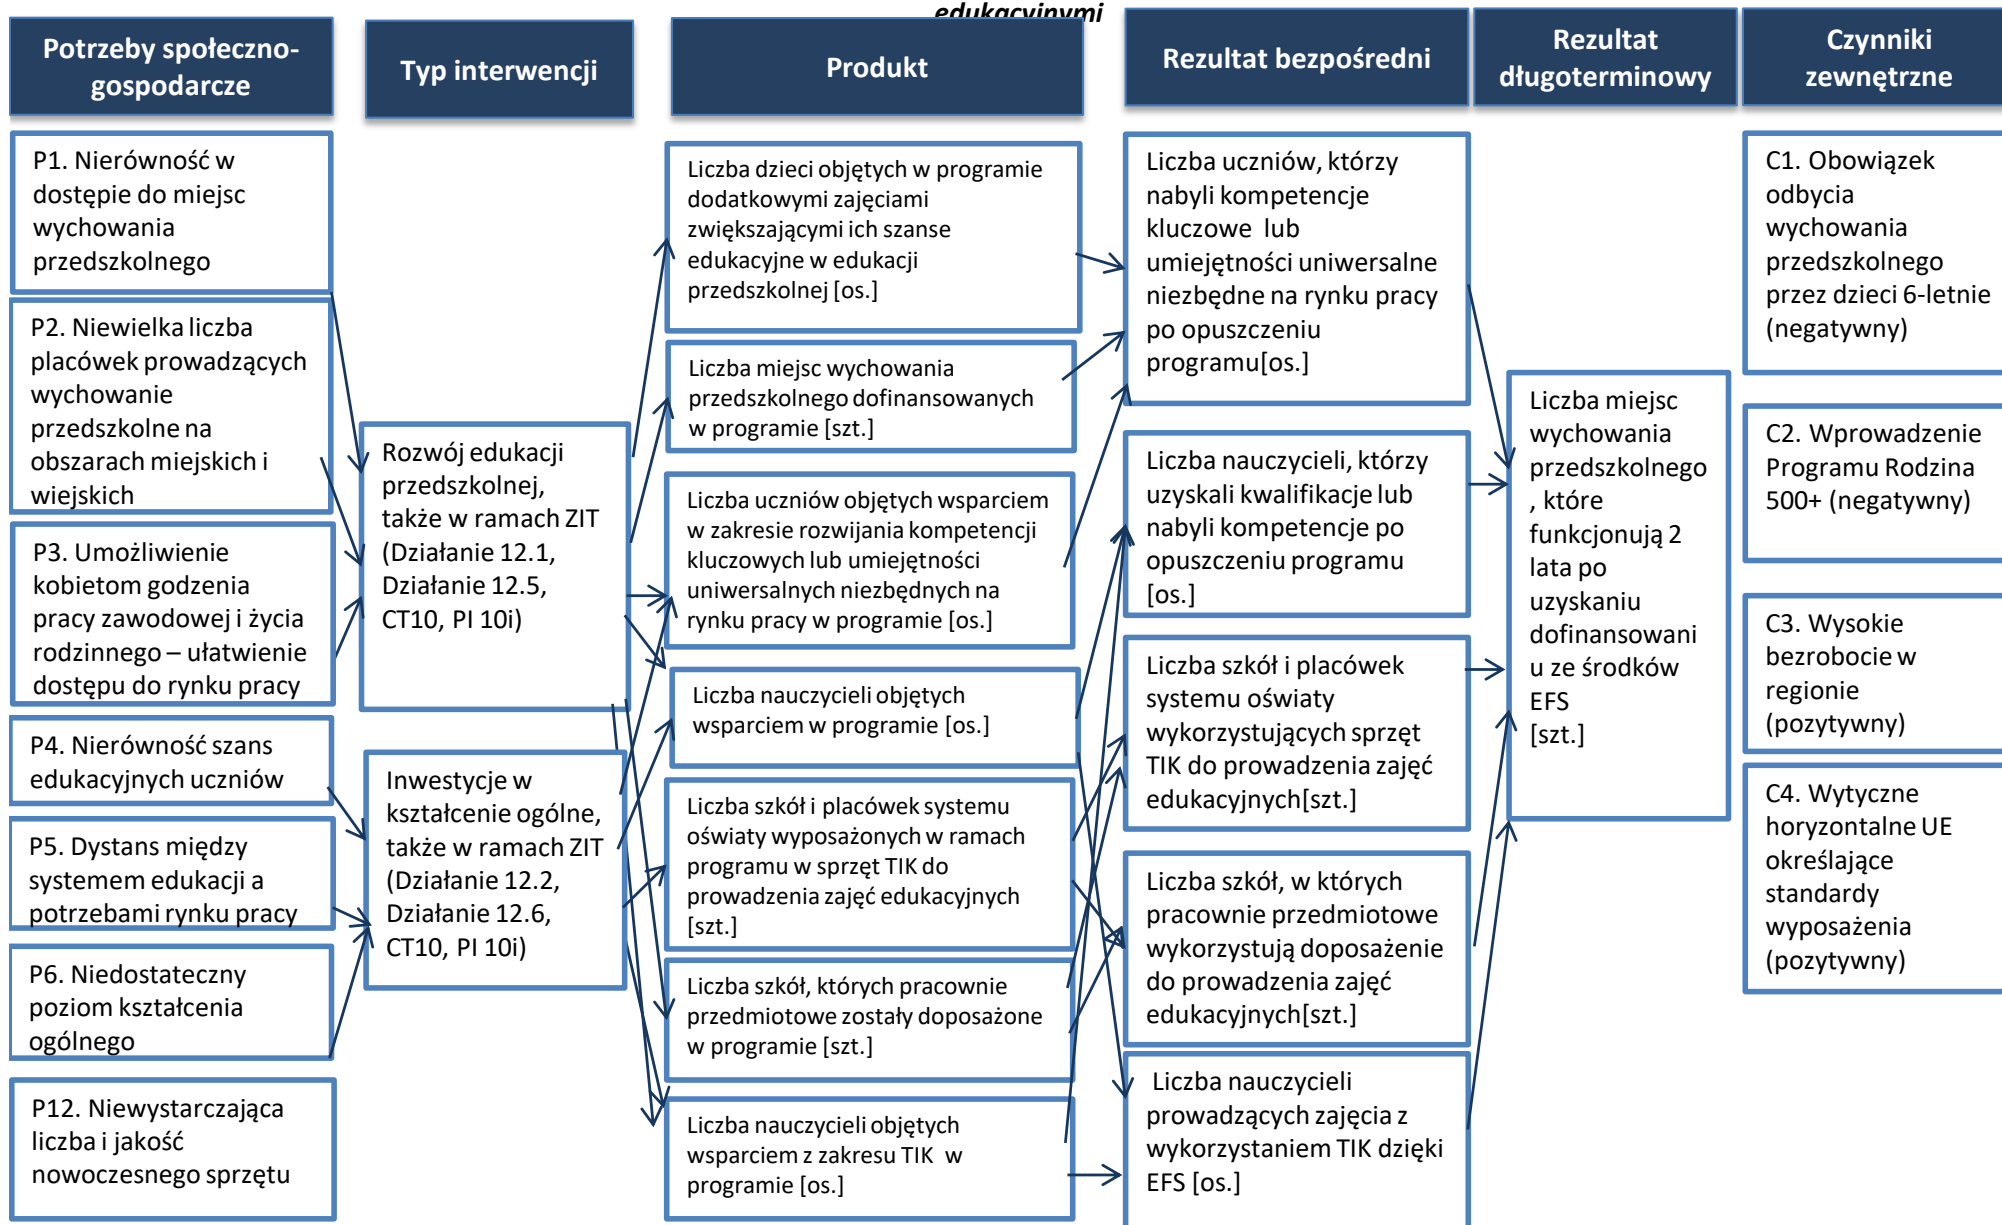 edukacyjnymi
Potrzeby społeczno-
gospodarcze
Typ interwencji
Produkt
Rezultat bezpośredni
Rezultat
długoterminowy
Czynniki
zewnętrzne
P1. Nierówność w
dostępie do miejsc
wychowania
przedszkolnego
P2. Niewielka liczba
placówek prowadzących
wychowanie
przedszkolne na
obszarach miejskich i
wiejskich
P3. Umożliwienie
kobietom godzenia
pracy zawodowej i życia
rodzinnego – ułatwienie
dostępu do rynku pracy
P4. Nierówność szans
edukacyjnych uczniów
P5. Dystans między
systemem edukacji a
potrzebami rynku pracy
P6. Niedostateczny
poziom kształcenia
ogólnego
P12. Niewystarczająca
liczba i jakość
nowoczesnego sprzętu
Rozwój edukacji
przedszkolnej,
także w ramach ZIT
(Działanie 12.1,
Działanie 12.5,
CT10, PI 10i)
Inwestycje w
kształcenie ogólne,
także w ramach ZIT
(Działanie 12.2,
Działanie 12.6,
CT10, PI 10i)
Liczba dzieci objętych w programie
dodatkowymi zajęciami
zwiększającymi ich szanse
edukacyjne w edukacji
przedszkolnej [os.]
Liczba miejsc wychowania
przedszkolnego dofinansowanych
w programie [szt.]
Liczba uczniów objętych wsparciem
w zakresie rozwijania kompetencji
kluczowych lub umiejętności
uniwersalnych niezbędnych na
rynku pracy w programie [os.]
Liczba nauczycieli objętych
wsparciem w programie [os.]
Liczba szkół i placówek systemu
oświaty wyposażonych w ramach
programu w sprzęt TIK do
prowadzenia zajęć edukacyjnych
[szt.]
Liczba szkół, których pracownie
przedmiotowe zostały doposażone
w programie [szt.]
Liczba nauczycieli objętych
wsparciem z zakresu TIK w
programie [os.]
Liczba uczniów, którzy
nabyli kompetencje
kluczowe lub
umiejętności uniwersalne
niezbędne na rynku pracy
po opuszczeniu
programu[os.]
Liczba nauczycieli, którzy
uzyskali kwalifikacje lub
nabyli kompetencje po
opuszczeniu programu
[os.]
Liczba szkół i placówek
systemu oświaty
wykorzystujących sprzęt
TIK do prowadzenia zajęć
edukacyjnych[szt.]
Liczba szkół, w których
pracownie przedmiotowe
wykorzystują doposażenie
do prowadzenia zajęć
edukacyjnych[szt.]
Liczba nauczycieli
prowadzących zajęcia z
wykorzystaniem TIK dzięki
EFS [os.]
Liczba miejsc
wychowania
przedszkolnego
, które
funkcjonują 2
lata po
uzyskaniu
dofinansowani
u ze środków
EFS
[szt.]
C1. Obowiązek
odbycia
wychowania
przedszkolnego
przez dzieci 6-letnie
(negatywny)
C2. Wprowadzenie
Programu Rodzina
500+ (negatywny)
C3. Wysokie
bezrobocie w
regionie
(pozytywny)
C4. Wytyczne
horyzontalne UE
określające
standardy
wyposażenia
(pozytywny)